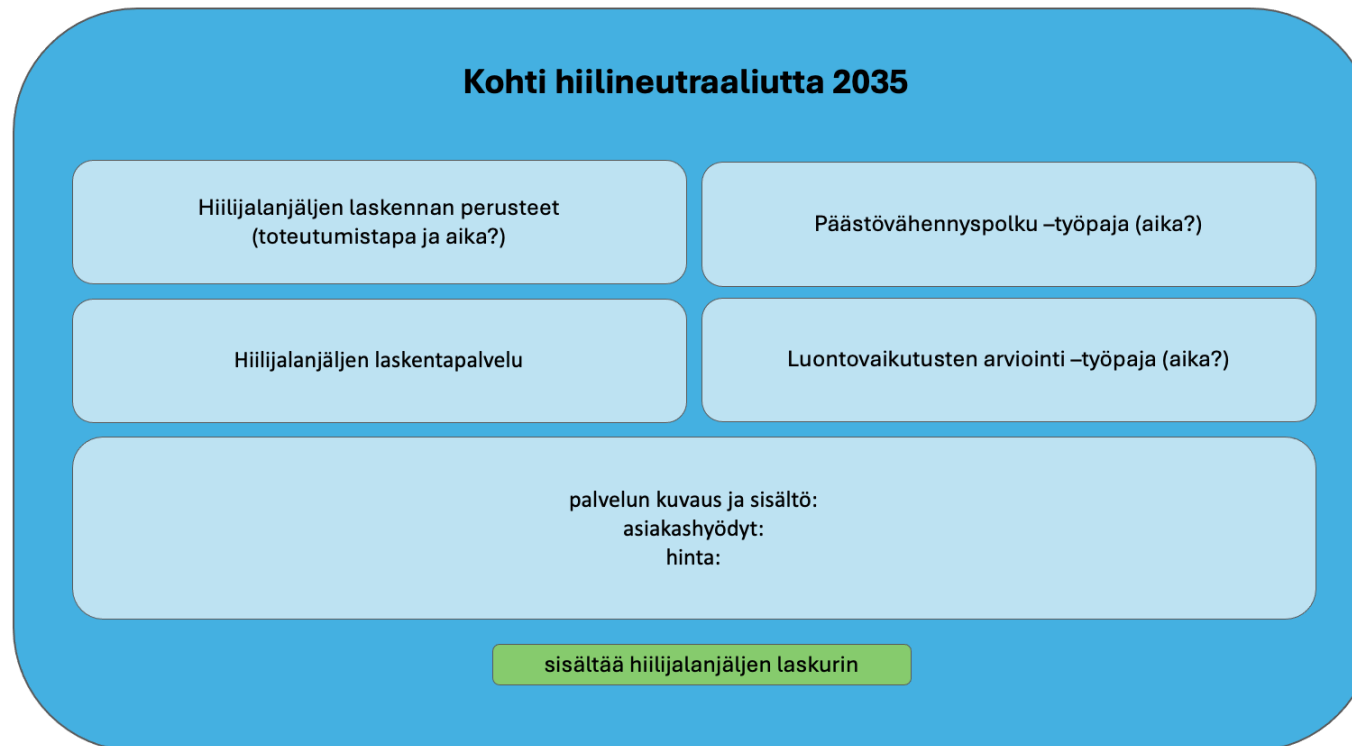 Kohti hiilineutraaliutta 2035
Hiilijalanjäljen laskennan perusteet
(toteutumistapa ja aika?)
Päästövähennyspolku –työpaja (aika?)
Hiilijalanjäljen laskentapalvelu
Luontovaikutusten arviointi –työpaja (aika?)
palvelun kuvaus ja sisältö:
asiakashyödyt:
hinta:
sisältää hiilijalanjäljen laskurin